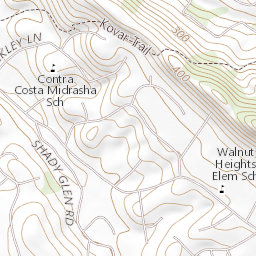 KLEY LN
Kovar Trail
300
400
Contra
Costa Midrasha
Sch
SHADY GLEN RD
Walnut
Heights
Elem Sch